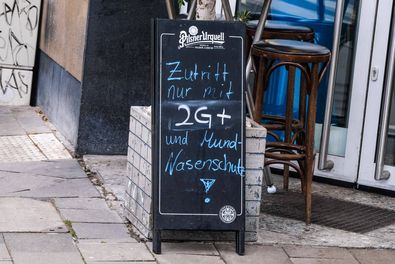 Pilsner Urquell
Zutritt
nur mit
2G+
und Mund-
Nasenschutz
!